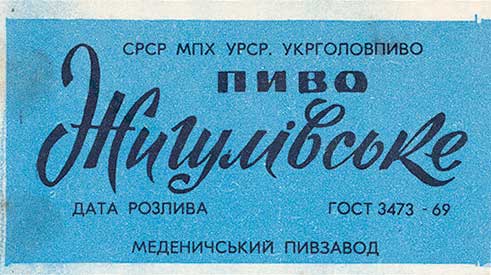 СРСР МПХ УРСР. УКРГОЛОВПИВО
ПИВО
Жигулівське
ДАТА РОЗЛИВА ГОСТ 3473 - 69
МЕДЕНИЧСЬКИЙ ПИВЗАВОД